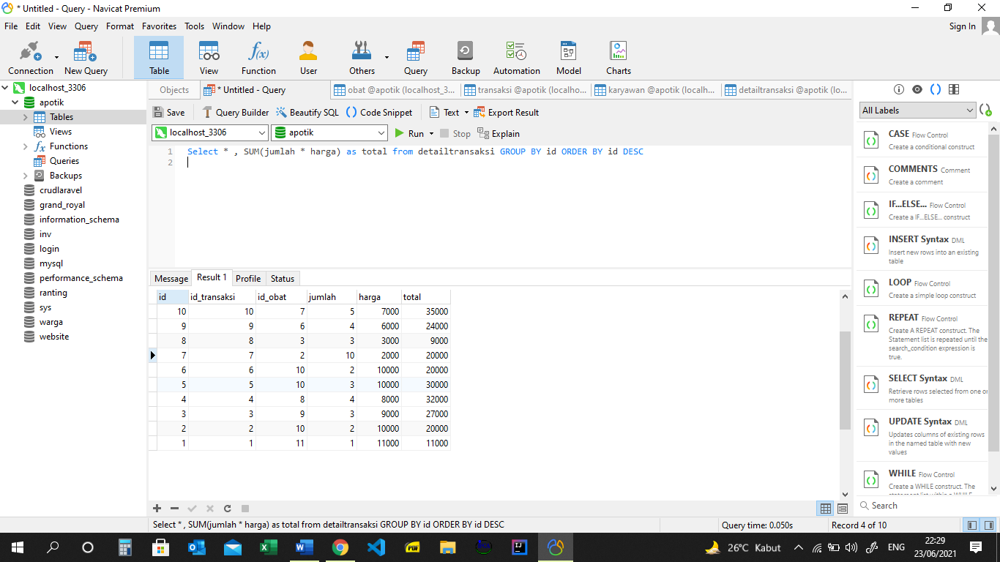 * Untitled - Query - Navicat Premium
File Edit View Query Format Favorites Tools Window Help
Sign In
Connection
New Query
Table
View
f(x)
Function
User
Others
Query
Backup
Automation
Model
Charts
localhost_3306
apotik
Tables
Views
Functions
Queries
Backups
crudlaravel
grand_royal
information_schema
inv
login
mysql
performance_schema
ranting
sys
warga
website
Objects
* Untitled - Query
obat @apotik (localhost_3...
transaksi @apotik (localho...
karyawan @apotik (localh...
detailtransaksi @apotik (lo...
Save
Query Builder
Beautify SQL
Code Snippet
Text
Export Result
localhost_3306
apotik
Run
Stop
Explain
1 Select * , SUM(jumlah * harga) as total from detailtransaksi GROUP BY id ORDER BY id DESC
2
Message Result 1 Profile Status
id id_transaksi id_obat jumlah harga total
10 10 7 5 7000 35000
9 9 6 4 6000 24000
8 8 3 3 3000 9000
7 7 2 10 2000 20000
6 6 10 2 10000 20000
5 5 10 3 10000 30000
4 4 8 4 8000 32000
3 3 9 3 9000 27000
2 2 10 2 10000 20000
1 1 11 1 11000 11000
All Labels
CASE Flow Control
Create a conditional construct
COMMENTS Comment
Create a comment
IF...ELSE... Flow Control
Create a IF...ELSE... construct
INSERT Syntax DML
Insert new rows into an existing
table
LOOP Flow Control
Create a simple loop construct
REPEAT Flow Control
Create A REPEAT construct. The
Statement list is repeated until the
search_condition expression is
true.
SELECT Syntax DML
Retrieve rows selected from one or
more tables
UPDATE Syntax DML
Updates columns of existing rows
in the named table with new
values
WHILE Flow Control
Create a WHILE construct. The
Search
Select * , SUM(jumlah * harga) as total from detailtransaksi GROUP BY id ORDER BY id DESC
Query time: 0.050s
Record 4 of 10
PDF
26°C Kabut
ENG
22:29
23/06/2021